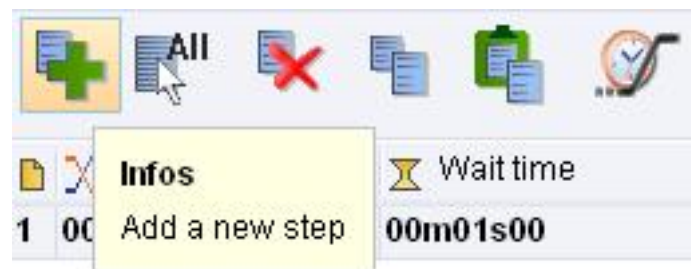 All
Infos
Wait time
Add a new step
1 00 00m01s00